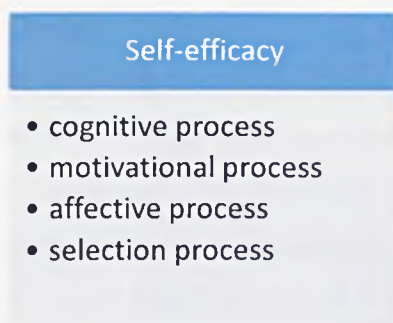 Self-efficacy
• cognitive process
• motivational process
• affective process
• selection process